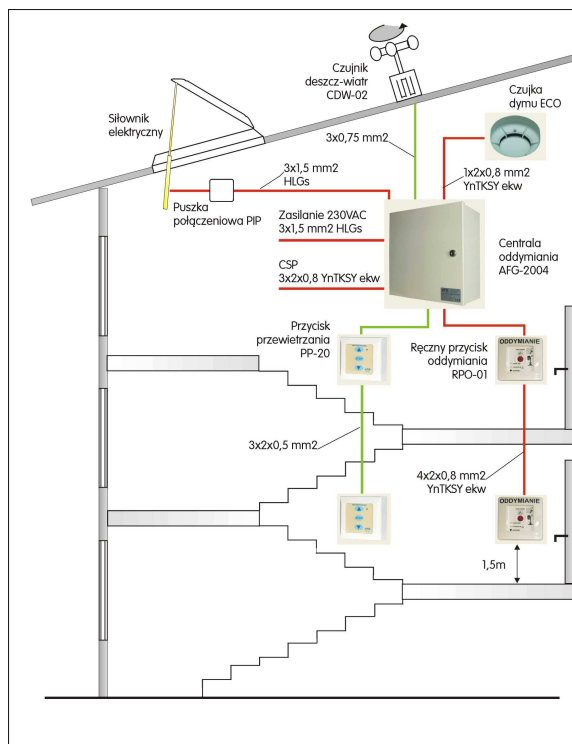 Czujnik
deszcz-wiatr
CDW-02
Czujka
dymu ECO
Siłownik
elektryczny
3x0,75 mm2
1x2x0,8 mm2
YnTKSY ekw
3x1,5 mm2
HLGs
Puszka
połączeniowa PIP
Zasilanie 230VAC
3x1,5 mm2 HLGs
Centrala
oddymiania
AFG-2004
CSP
3x2x0,8 YnTKSY ekw
Przycisk
przewietrzania
PP-20
Ręczny przycisk
oddymiania
RPO-01
ODDYMIANIE
3x2x0,5 mm2
4x2x0,8 mm2
YnTKSY ekw
ODDYMIANIE
1,5m